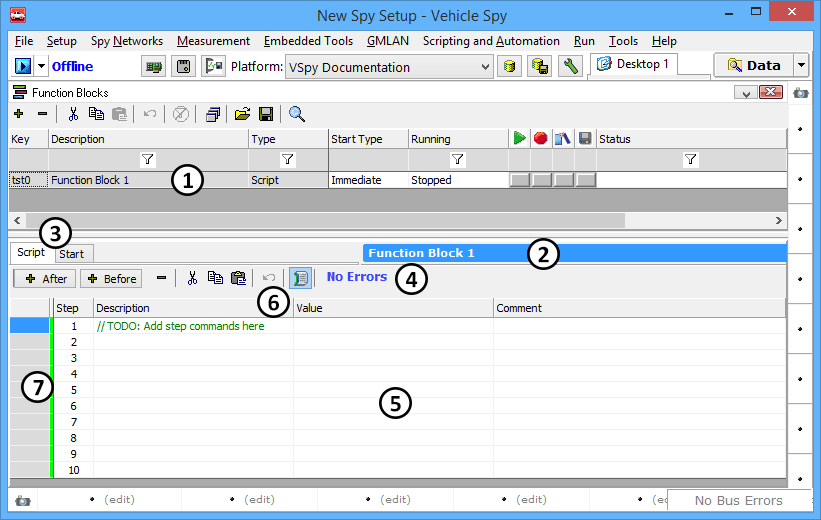 New Spy Setup - Vehicle Spy
File Setup Spy Networks Measurement Embedded Tools GMLAN Scripting and Automation Run Tools Help
Offline Platform: VSpy Documentation Desktop 1 Data
Function Blocks
Key Description Type Start Type Running Status
tst0 Function Block 1 1 Script Immediate Stopped
3
Script Start Function Block 1 2
After Before No Errors 4
6
Step Description Value Comment
1 // TODO: Add step commands here
2
3
4
7
5 5
6
7
8
9
10
(edit) (edit) (edit) (edit) (e No Bus Errors